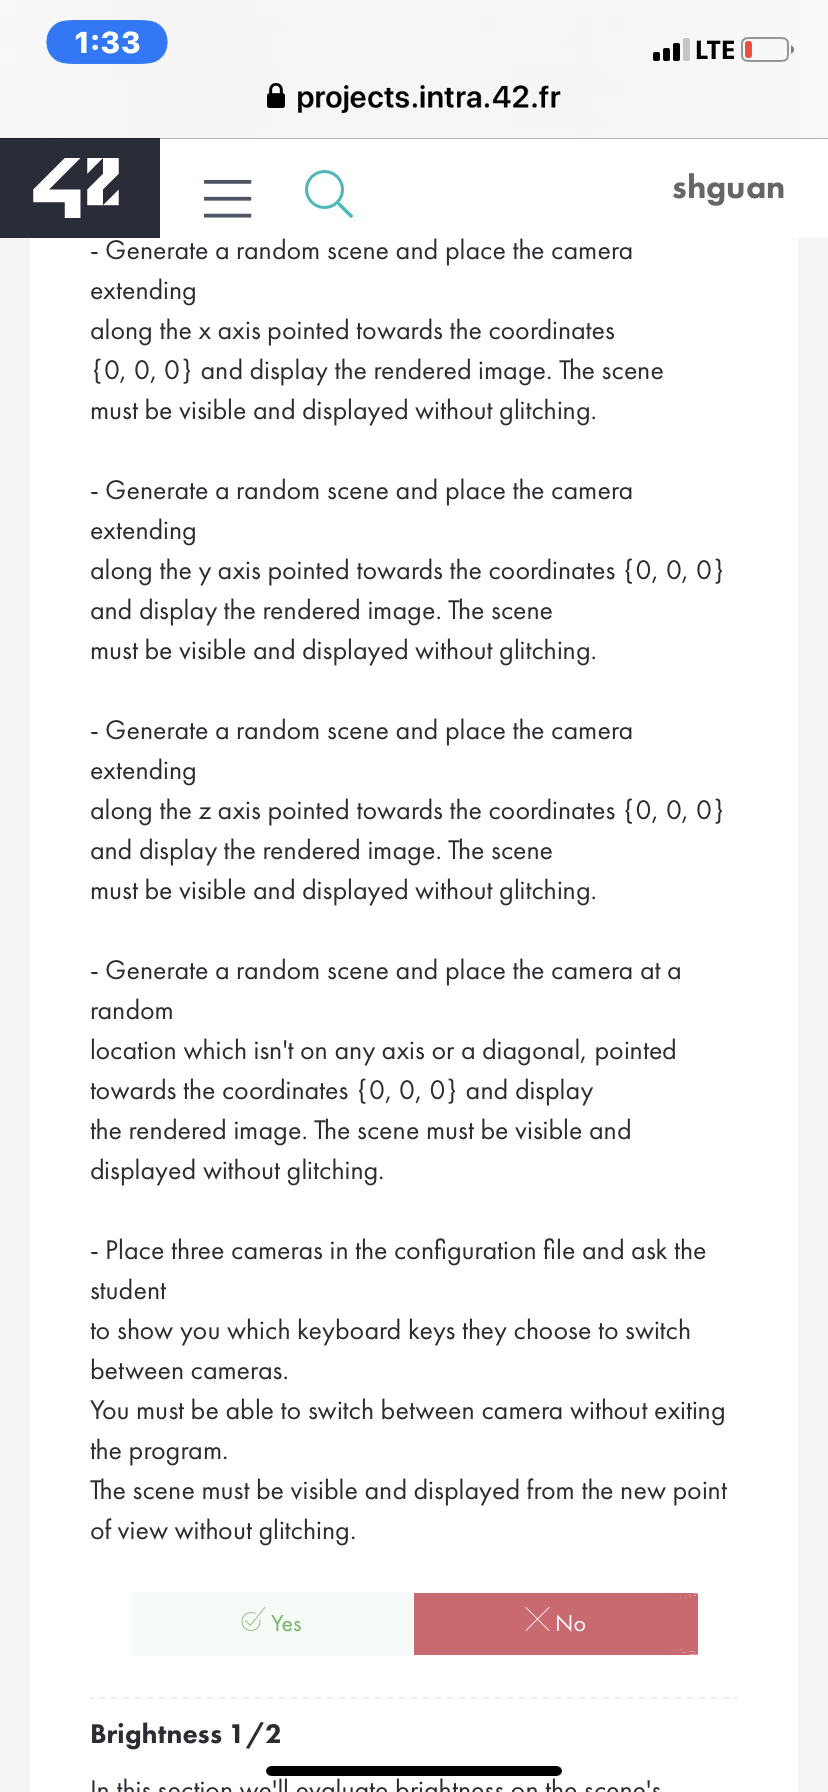 1:33
LTE
projects.intra.42.fr
42
shguan
- Generate a random scene and place the camera
extending
along the x axis pointed towards the coordinates
{0, 0, 0} and display the rendered image. The scene
must be visible and displayed without glitching.
- Generate a random scene and place the camera
extending
along the y axis pointed towards the coordinates {0, 0, 0}
and display the rendered image. The scene
must be visible and displayed without glitching.
- Generate a random scene and place the camera
extending
along the z axis pointed towards the coordinates {0, 0, 0}
and display the rendered image. The scene
must be visible and displayed without glitching.
- Generate a random scene and place the camera at a
random
location which isn't on any axis or a diagonal, pointed
towards the coordinates {0, 0, 0} and display
the rendered image. The scene must be visible and
displayed without glitching.
- Place three cameras in the configuration file and ask the
student
to show you which keyboard keys they choose to switch
between cameras.
You must be able to switch between camera without exiting
the program.
The scene must be visible and displayed from the new point
of view without glitching.
Yes
No
Brightness 1/2
In this section we'll evaluate brightness on the scene's